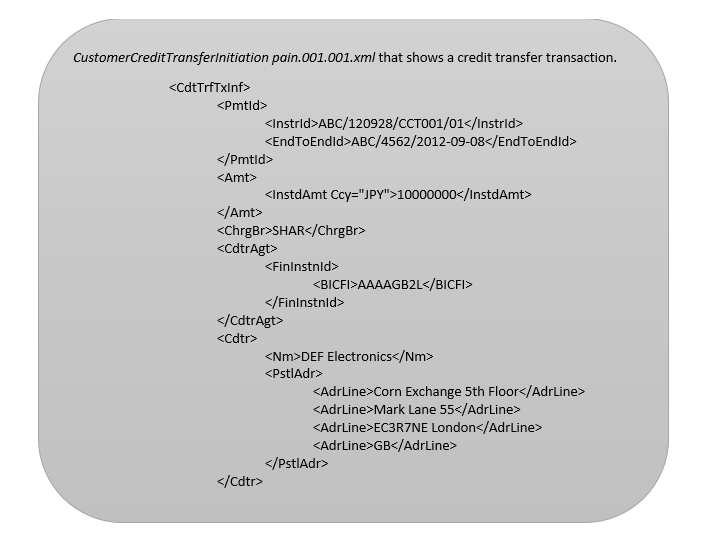 CustomerCreditTransferInitiation pain.001.001.xml that shows a credit transfer transaction.
<CdtTrfTxInf>
<PmtId>
<InstrId>ABC/120928/CCT001/01</InstrId>
<EndToEndId>ABC/4562/2012-09-08</EndToEndId>
</PmtId>
<Amt>
<InstdAmt Ccy="JPY">10000000</InstdAmt>
</Amt>
<ChrgBr>SHAR</ChrgBr>
<CdtrAgt>
<FinInstnId>
<BICFI>AAAAGB2L</BICFI>
</FinInstnId>
</CdtrAgt>
<Cdtr>
<Nm>DEF Electronics</Nm>
<PstlAdr>
<AdrLine>Corn Exchange 5th Floor</AdrLine>
<AdrLine>Mark Lane 55</AdrLine>
<AdrLine>EC3R7NE London</AdrLine>
<AdrLine>GB</AdrLine>
</PstlAdr>
</Cdtr>